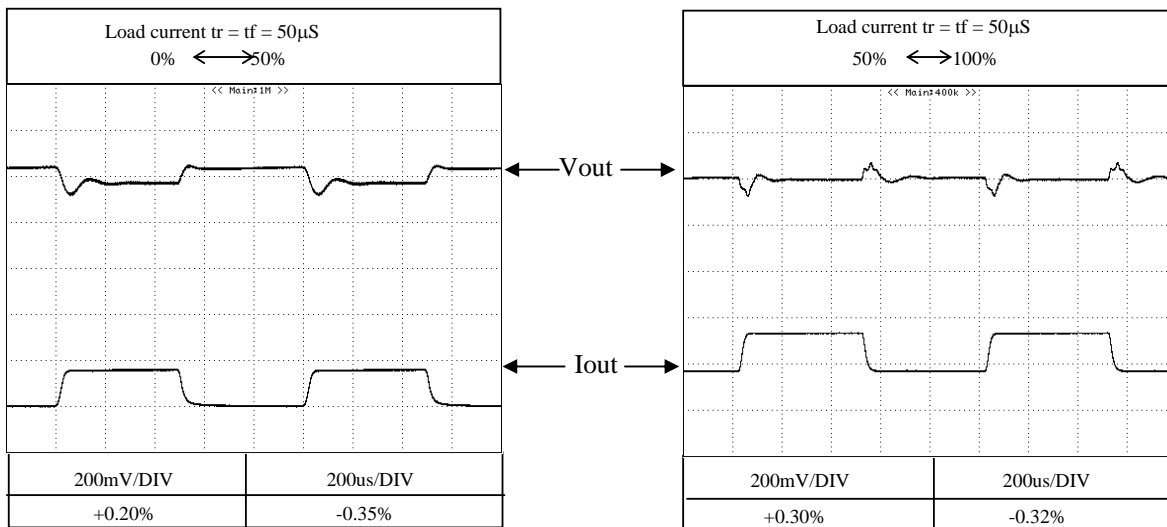 Load current tr = tf = 50µS
0% ⟷ 50%
<< Main:1M >>
200mV/DIV 200us/DIV
+0.20% -0.35%
Vout
Iout
Load current tr = tf = 50µS
50% ⟷ 100%
<< Main:400k >>
200mV/DIV 200us/DIV
+0.30% -0.32%